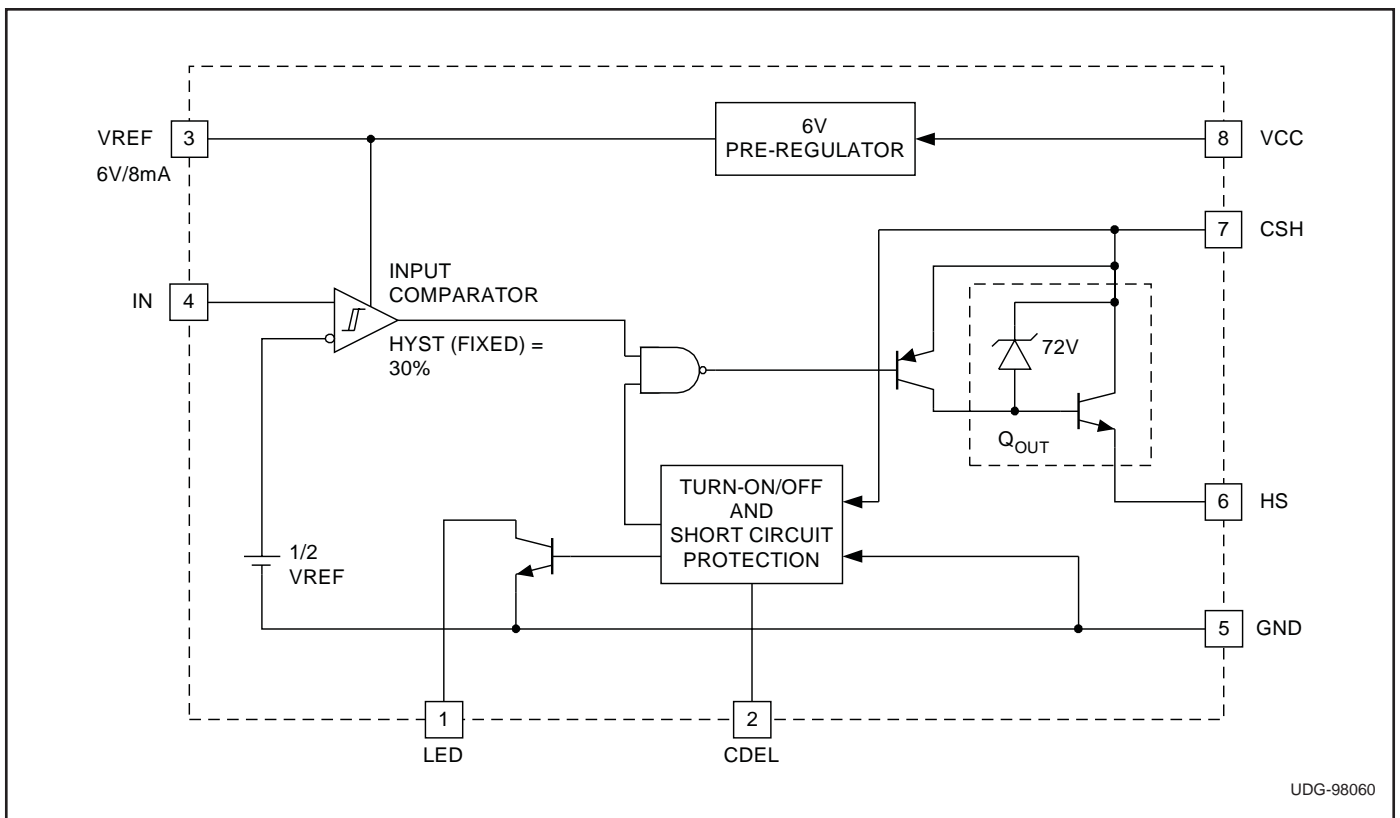 6V
PRE-REGULATOR
VREF
3
6V/8mA
8
VCC
7
CSH
INPUT
COMPARATOR
IN
4
HYST (FIXED) =
30%
72V
QOUT
TURN-ON/OFF
AND
SHORT CIRCUIT
PROTECTION
6
HS
1/2
VREF
5
GND
1
LED
2
CDEL
UDG-98060